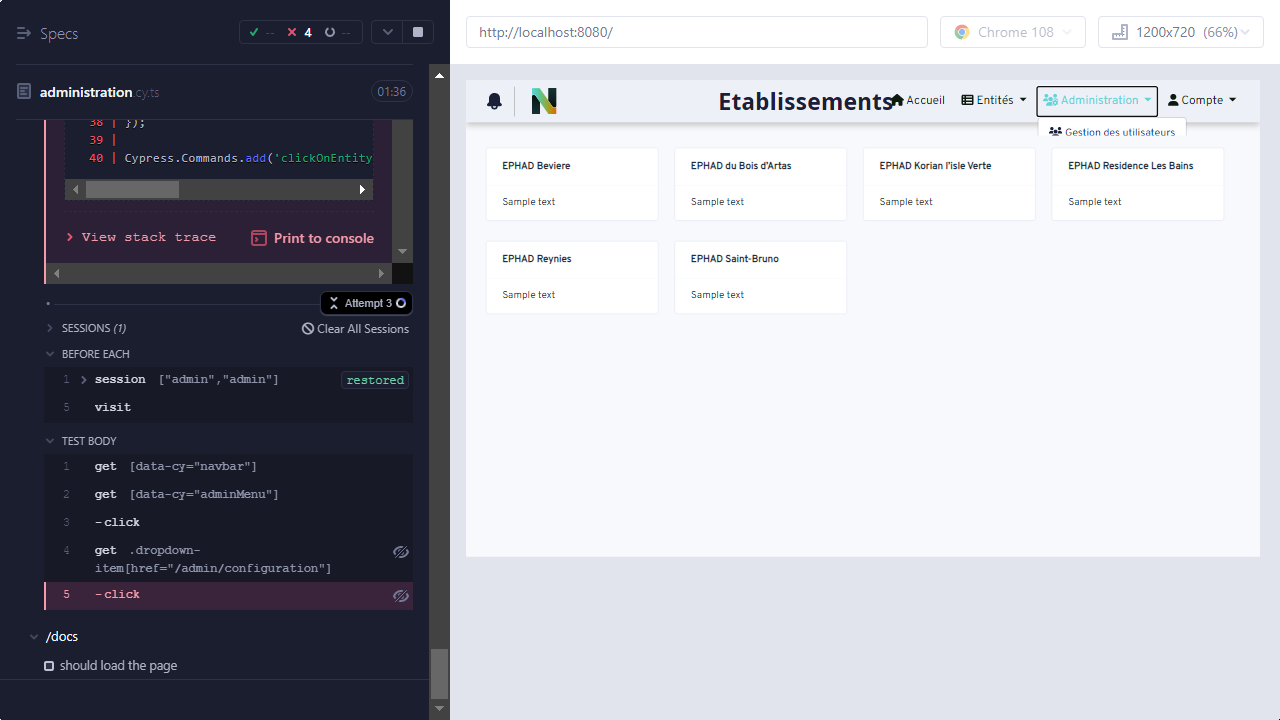 Specs
-- 4 --
administration.cy.ts
01:36
38 | });
39 |
40 | Cypress.Commands.add('clickOnEntity
> View stack trace
Print to console
Attempt 3
SESSIONS (1)
Clear All Sessions
BEFORE EACH
1 > session ["admin","admin"] restored
5 visit
TEST BODY
1 get [data-cy="navbar"]
2 get [data-cy="adminMenu"]
3 -click
4 get .dropdown-
item[href="/admin/configuration"]
5 -click
/docs
should load the page
http://localhost:8080/
Chrome 108
1200x720 (66%)
N
Etablissements
Accueil
Entités
Administration
Compte
Gestion des utilisateurs
EPHAD Beviere
Sample text
EPHAD du Bois d'Artas
Sample text
EPHAD Korian l'isle Verte
Sample text
EPHAD Residence Les Bains
Sample text
EPHAD Reynies
Sample text
EPHAD Saint-Bruno
Sample text